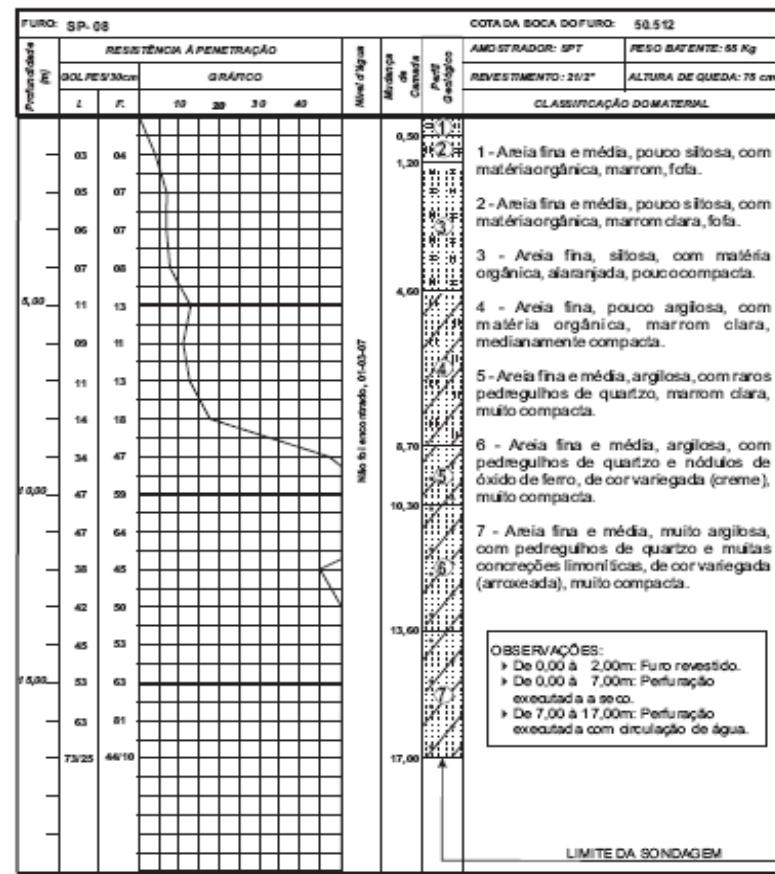 FURO: SP-08 COTA DA BOCA DO FURO: 50.512
Profundidade (m)
RESISTÊNCIA À PENETRAÇÃO
GOLPES/30cm GRÁFICO
I. F. 10 20 30 40
Nível d'Água
Mudança de Camada
Perfil Geológico
AMOSTRADOR: SPT PESO BATENTE: 65 Kg
REVESTIMENTO: 21/2" ALTURA DE QUEDA: 75 cm
CLASSIFICAÇÃO DO MATERIAL
03 04
05 07
06 07
07 08
5,00 11 13
09 11
11 13
14 18
34 47
10,00 47 59
47 64
38 45
42 50
45 53
15,00 53 63
63 81
73/25 44/10
Não foi encontrado, 01-03-07
0,50
1,20
4,60
8,70
10,30
13,60
17,00
1
2
3
4
5
6
7
1 - Areia fina e média, pouco siltosa, com
matéria orgânica, marrom, fofa.
2 - Areia fina e média, pouco siltosa, com
matéria orgânica, marrom clara, fofa.
3 - Areia fina, siltosa, com matéria
orgânica, alaranjada, pouco compacta.
4 - Areia fina, pouco argilosa, com
matéria orgânica, marrom clara,
medianamente compacta.
5 - Areia fina e média, argilosa, com raros
pedregulhos de quartzo, marrom clara,
muito compacta.
6 - Areia fina e média, argilosa, com
pedregulhos de quartzo e nódulos de
óxido de ferro, de cor variegada (creme),
muito compacta.
7 - Areia fina e média, muito argilosa,
com pedregulhos de quartzo e muitas
concreções limoníticas, de cor variegada
(arroxeada), muito compacta.
OBSERVAÇÕES:
De 0,00 à 2,00m: Furo revestido.
De 0,00 à 7,00m: Perfuração
executada a seco.
De 7,00 à 17,00m: Perfuração
executada com circulação de água.
LIMITE DA SONDAGEM